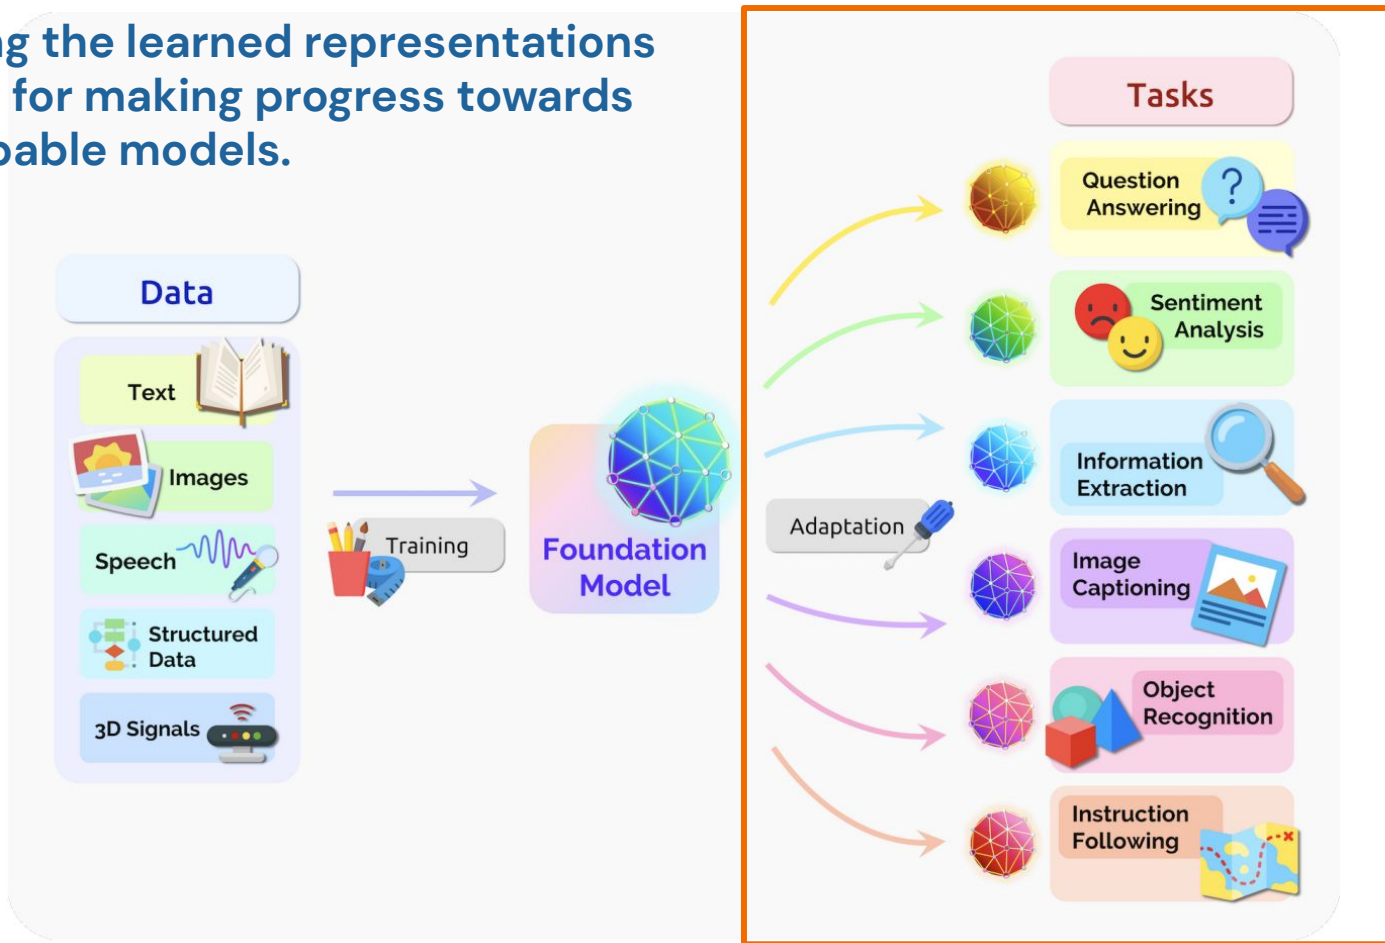 the learned representations
for making progress towards
models.
Data
Text
Images
Speech
Structured
Data
3D Signals
Training
Foundation
Model
Adaptation
Tasks
Question
Answering
?
Sentiment
Analysis
Information
Extraction
Image
Captioning
Object
Recognition
Instruction
Following